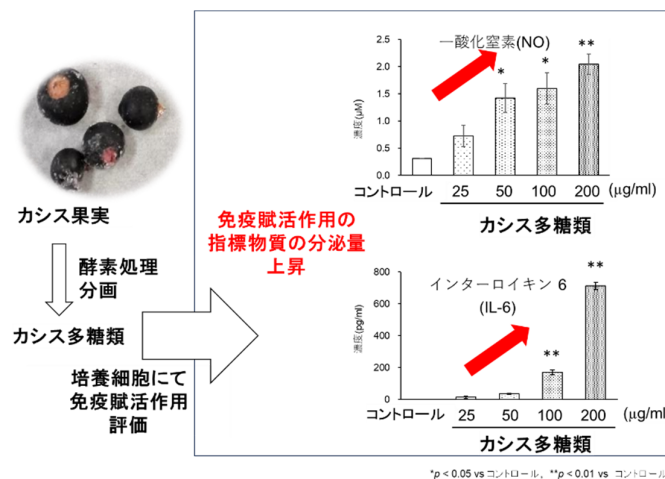 カシス果実
酵素処理
分画
カシス多糖類
培養細胞にて
免疫賦活作用
評価
免疫賦活作用の
指標物質の分泌量
上昇
一酸化窒素(NO)
濃度(μM)
2.5
2.0
1.5
1.0
0.5
0.0
*
*
**
コントロール 25 50 100 200 (μg/ml)
カシス多糖類
インターロイキン 6
(IL-6)
濃度(pg/ml)
800
600
400
200
0
**
**
コントロール 25 50 100 200 (μg/ml)
カシス多糖類
*p < 0.05 vs コントロール、**p < 0.01 vs コントロール